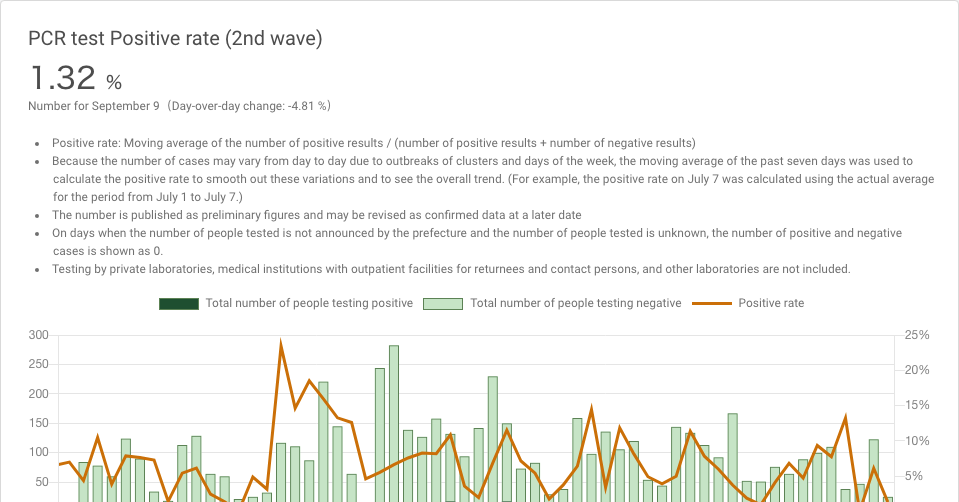 PCR test Positive rate (2nd wave)
1.32 %
Number for September 9 (Day-over-day change: -4.81 %)
• Positive rate: Moving average of the number of positive results / (number of positive results + number of negative results)
• Because the number of cases may vary from day to day due to outbreaks of clusters and days of the week, the moving average of the past seven days was used to
calculate the positive rate to smooth out these variations and to see the overall trend. (For example, the positive rate on July 7 was calculated using the actual average
for the period from July 1 to July 7.)
• The number is published as preliminary figures and may be revised as confirmed data at a later date
• On days when the number of people tested is not announced by the prefecture and the number of people tested is unknown, the number of positive and negative
cases is shown as 0.
• Testing by private laboratories, medical institutions with outpatient facilities for returnees and contact persons, and other laboratories are not included.
Total number of people testing positive Total number of people testing negative Positive rate
300 25%
250 20%
200 15%
150 10%
100 5%
50